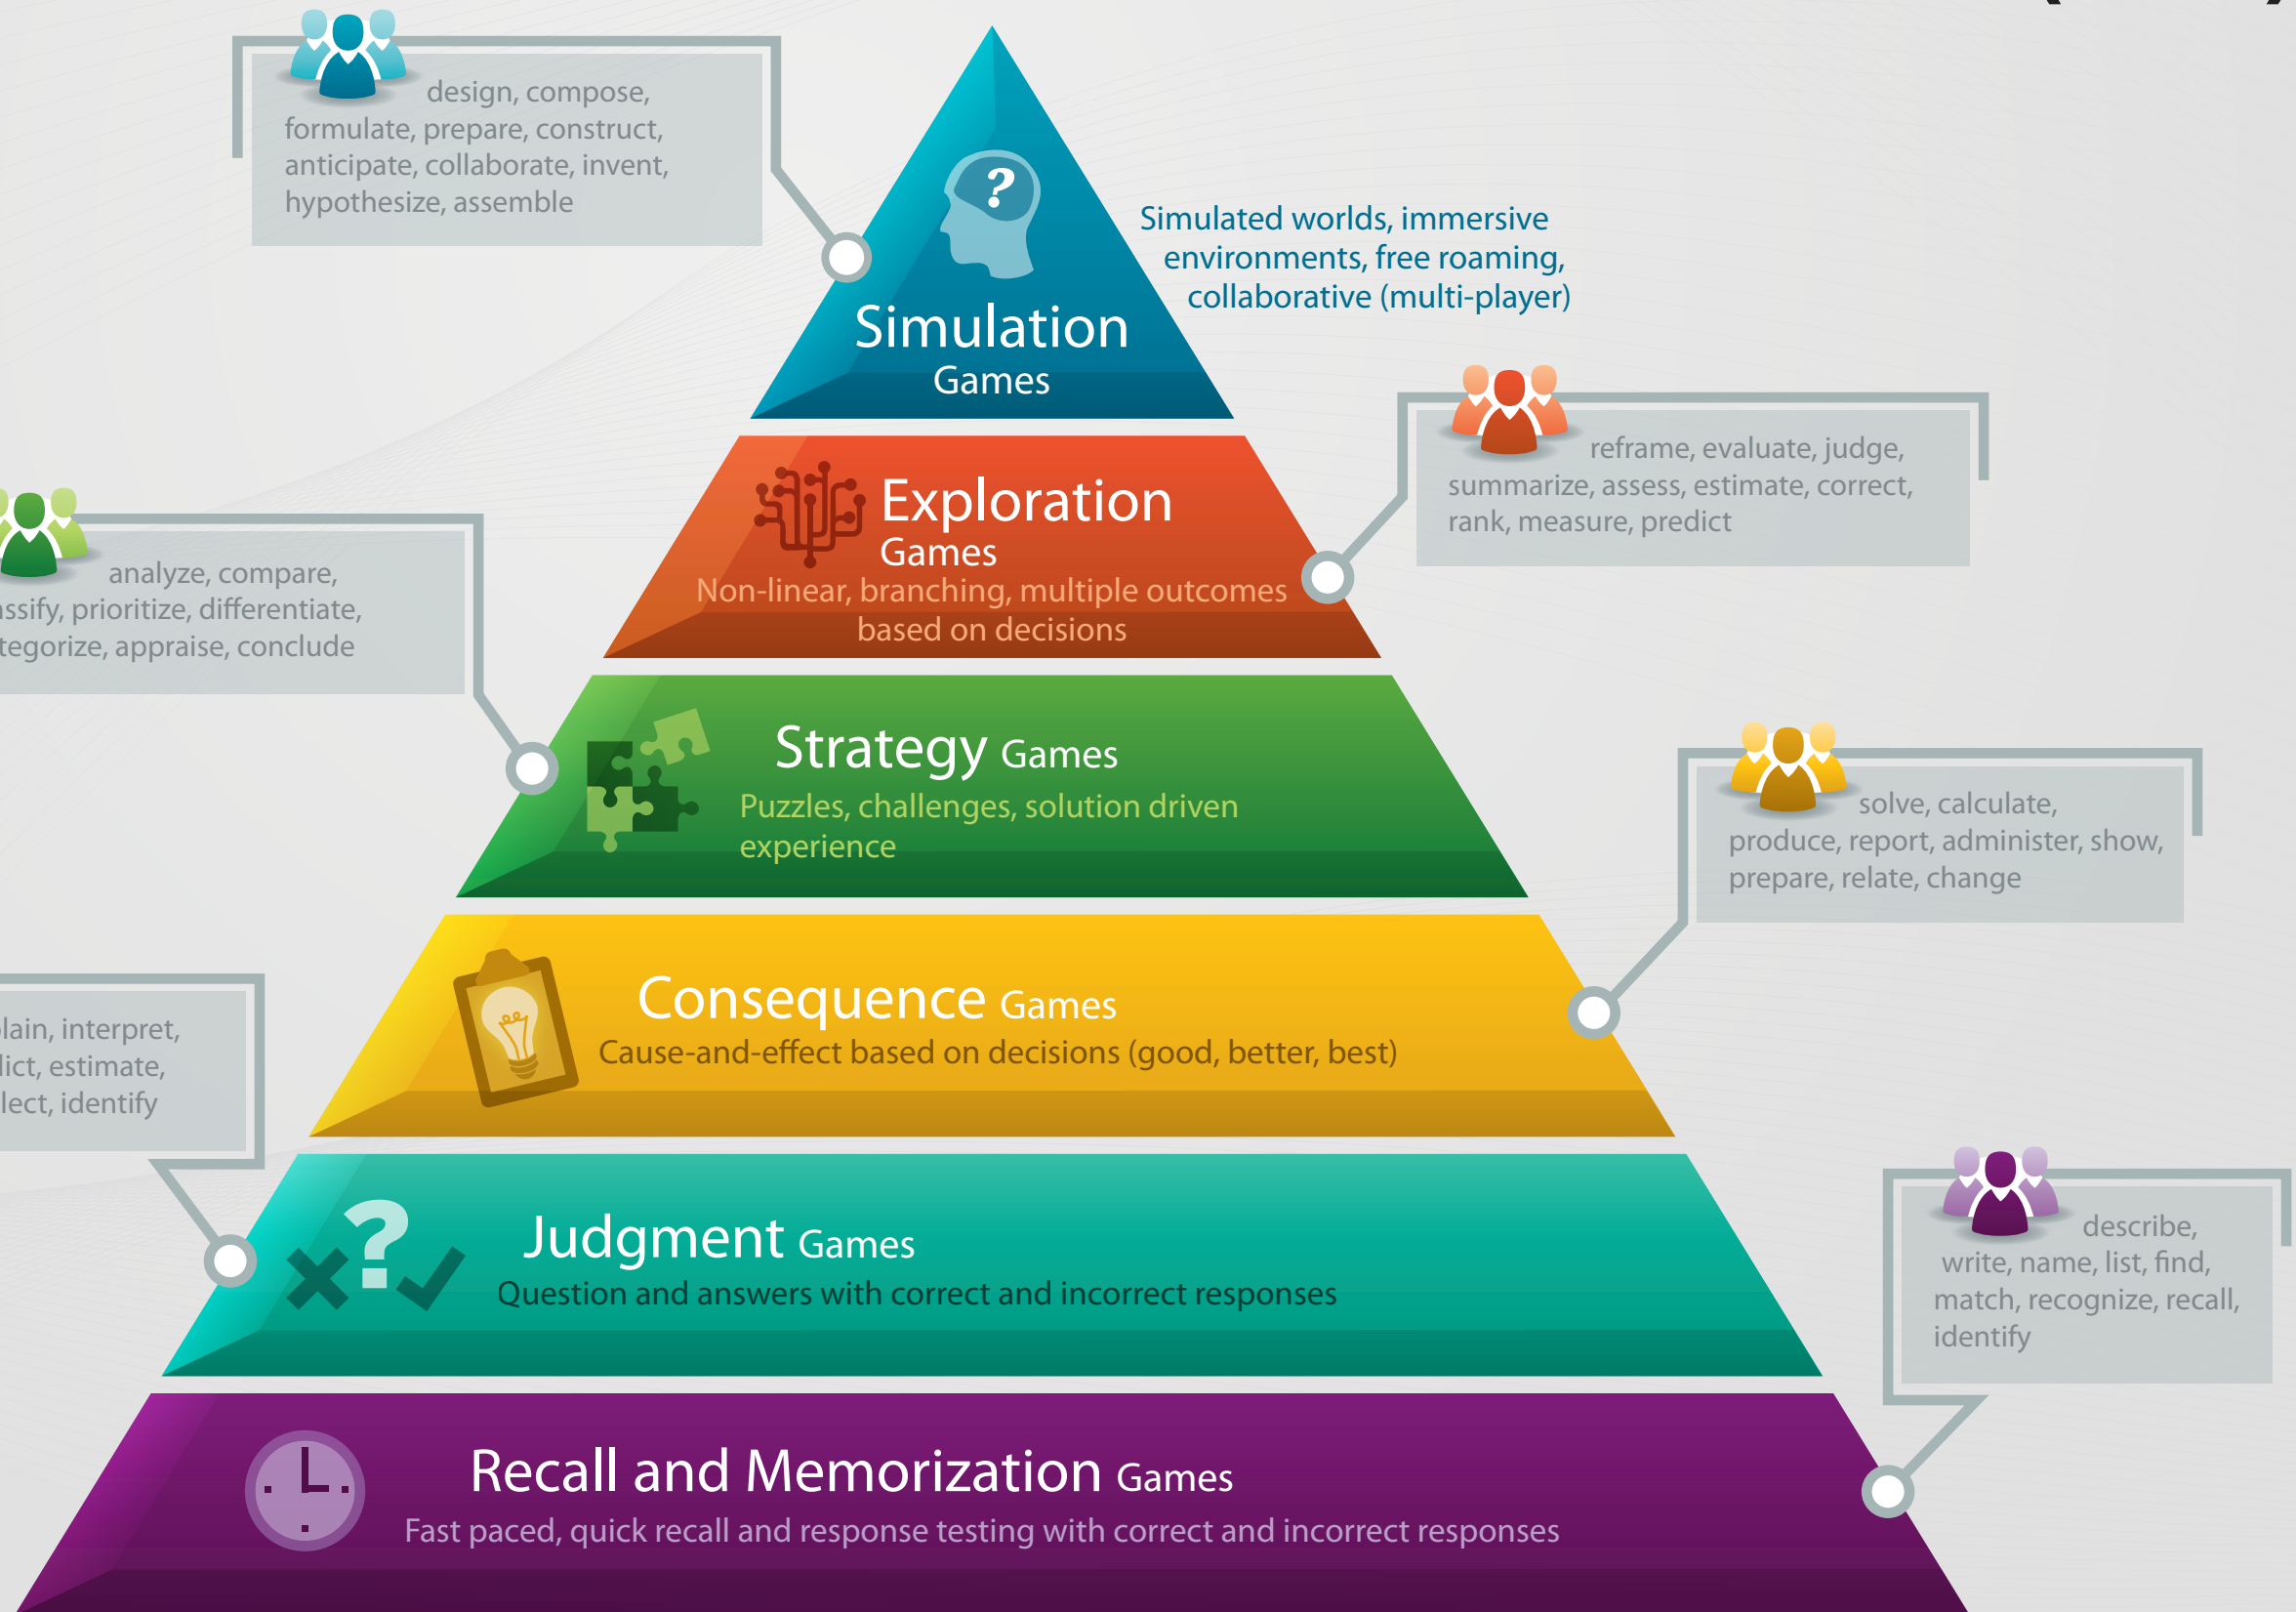 design, compose,
formulate, prepare, construct,
anticipate, collaborate, invent,
hypothesize, assemble
Simulation
Games
Simulated worlds, immersive
environments, free roaming,
collaborative (multi-player)
Exploration
Games
Non-linear, branching, multiple outcomes
based on decisions
reframe, evaluate, judge,
summarize, assess, estimate, correct,
rank, measure, predict
analyze, compare,
prioritize, differentiate,
appraise, conclude
Strategy Games
Puzzles, challenges, solution driven
experience
solve, calculate,
produce, report, administer, show,
prepare, relate, change
Consequence Games
Cause-and-effect based on decisions (good, better, best)
interpret,
estimate,
identify
Judgment Games
Question and answers with correct and incorrect responses
describe,
write, name, list, find,
match, recognize, recall,
identify
Recall and Memorization Games
Fast paced, quick recall and response testing with correct and incorrect responses